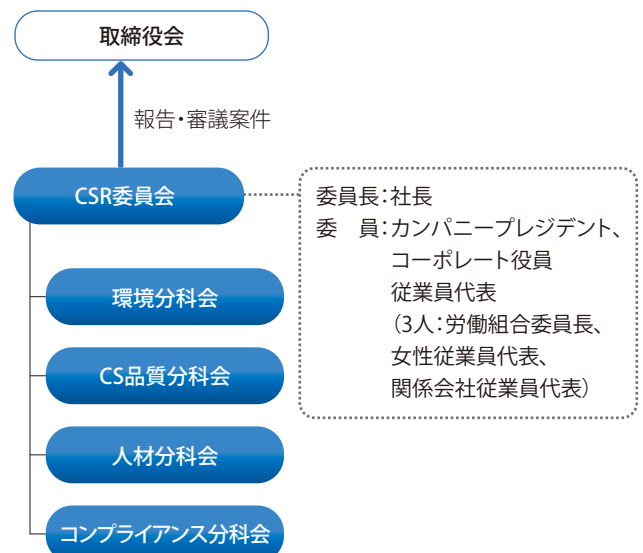 取締役会
報告・審議案件
CSR委員会
委員長：社長
委　員：カンパニープレジデント、
コーポレート役員
従業員代表
（3人：労働組合委員長、
女性従業員代表、
関係会社従業員代表）
環境分科会
CS品質分科会
人材分科会
コンプライアンス分科会